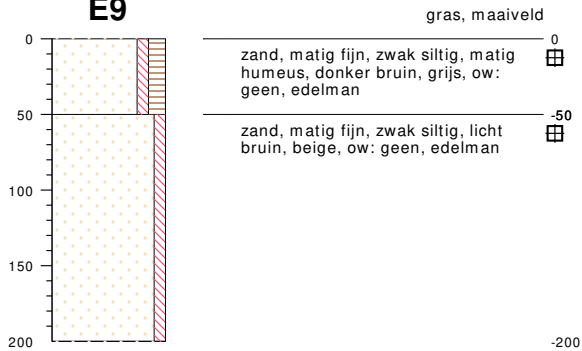 E9
gras, maaiveld
0
0
zand, matig fijn, zwak siltig, matig
humeus, donker bruin, grijs, ow:
geen, edelman
50
-50
zand, matig fijn, zwak siltig, licht
bruin, beige, ow: geen, edelman
100
150
200
-200